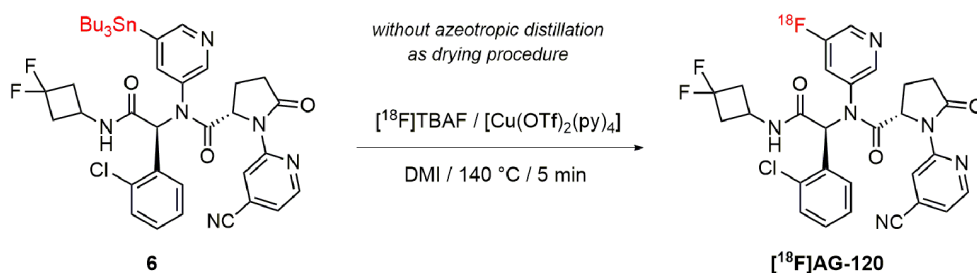 Bu₃Sn
N
F
F
O
N
H
N
O
O
N
Cl
N
NC
6
without azeotropic distillation
as drying procedure
[¹⁸F]TBAF / [Cu(OTf)₂(py)₄]
DMI / 140 °C / 5 min
¹⁸F
N
F
F
O
N
H
N
O
O
N
Cl
N
NC
[¹⁸F]AG-120